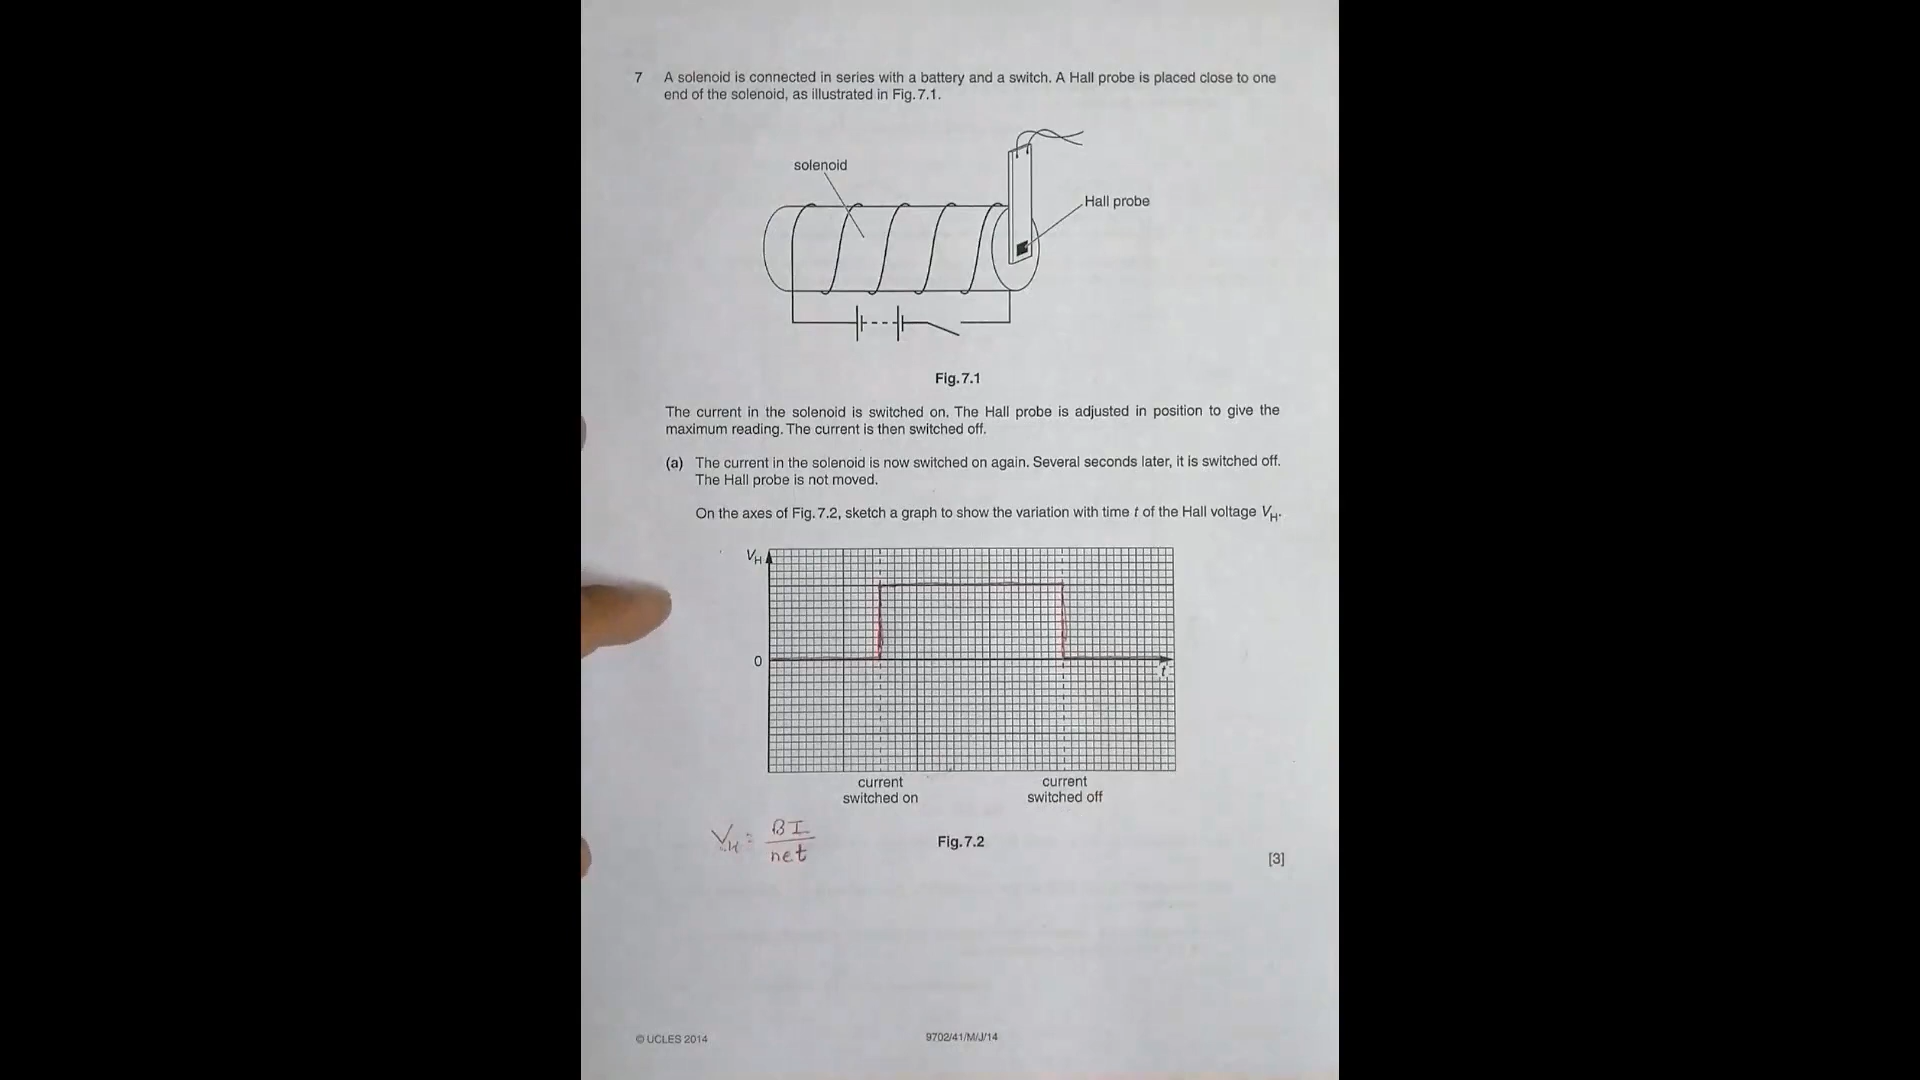 7 A solenoid is connected in series with a battery and a switch. A Hall probe is placed close to one
end of the solenoid, as illustrated in Fig. 7.1.
solenoid
Hall probe
Fig. 7.1
The current in the solenoid is switched on. The Hall probe is adjusted in position to give the
maximum reading. The current is then switched off.
(a) The current in the solenoid is now switched on again. Several seconds later, it is switched off.
The Hall probe is not moved.
On the axes of Fig. 7.2, sketch a graph to show the variation with time t of the Hall voltage VH.
VH
0
t
current
switched on
current
switched off
VH = BI / net
Fig. 7.2
[3]
© UCLES 2014
9702/41/M/J/14